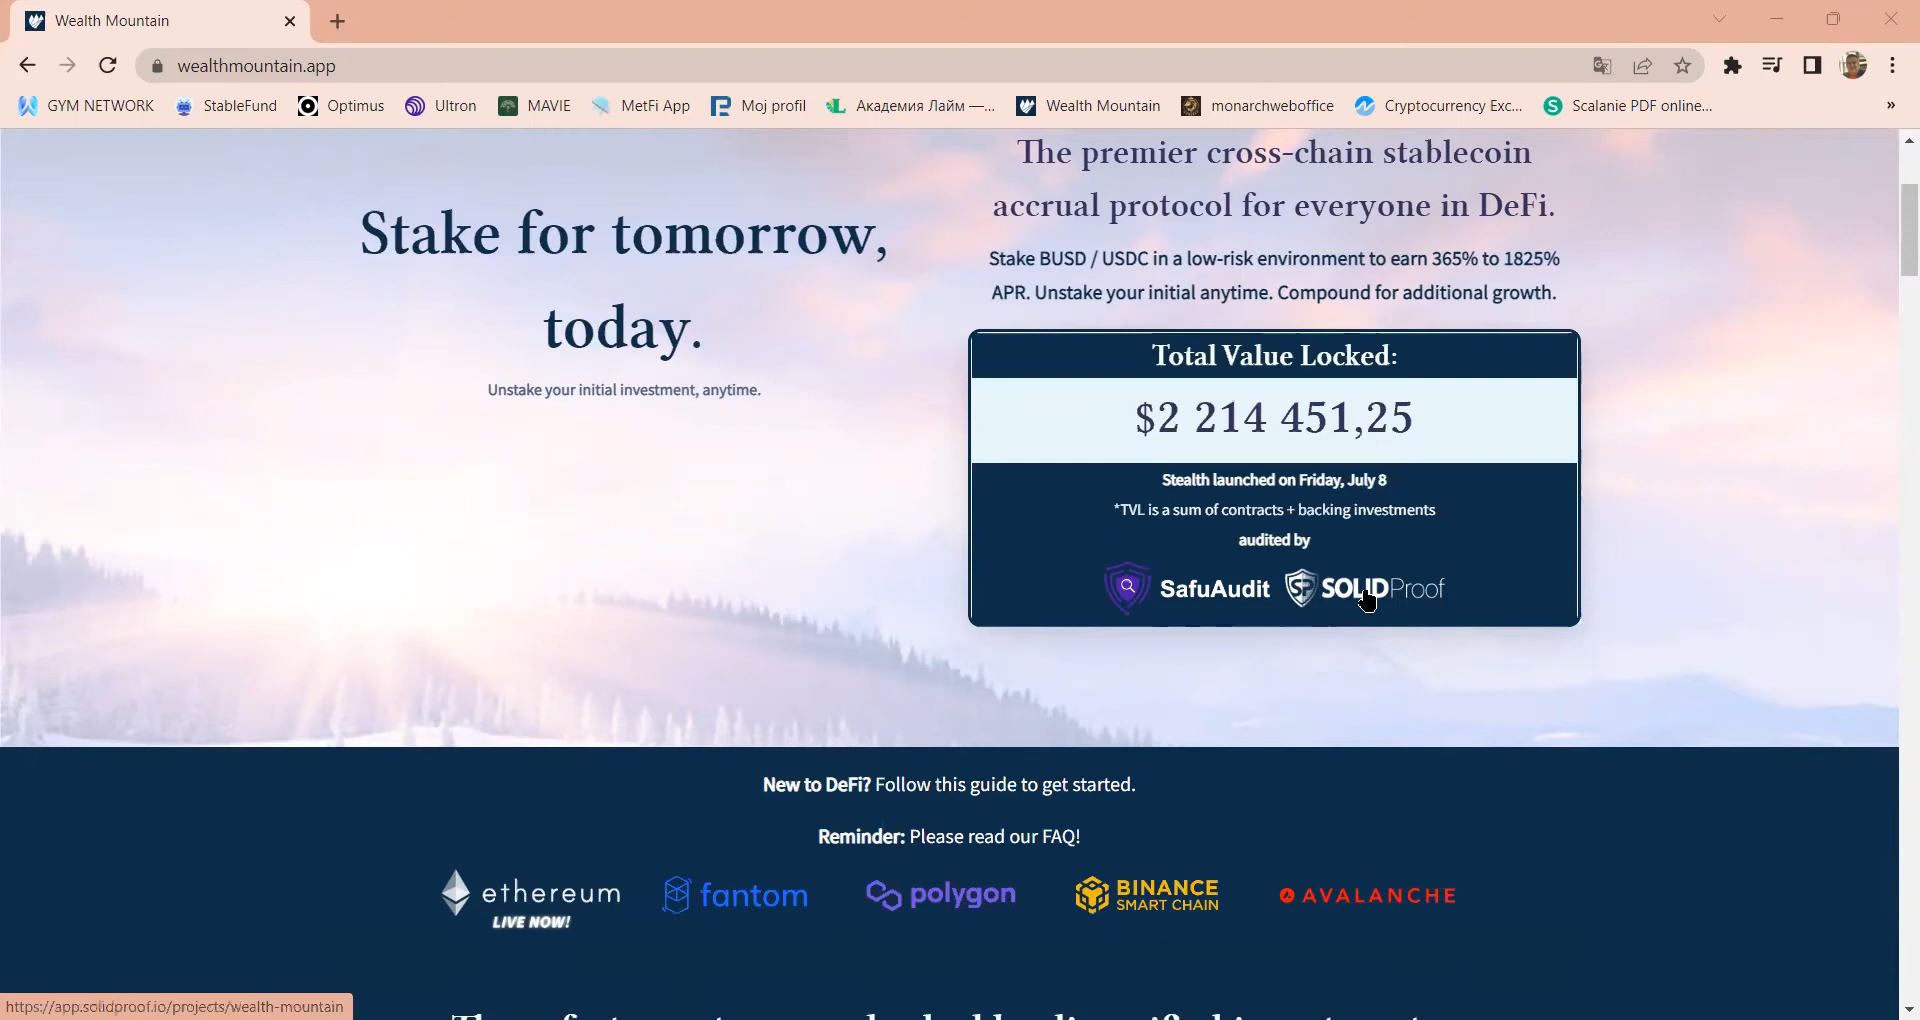 Wealth Mountain
wealthmountain.app
GYM NETWORK StableFund Optimus Ultron MAVIE MetFi App Moj profil Академия Лайм —... Wealth Mountain monarchweboffice Cryptocurrency Exc... Scalanie PDF online... »
The premier cross-chain stablecoin
accrual protocol for everyone in DeFi.
Stake BUSD / USDC in a low-risk environment to earn 365% to 1825%
APR. Unstake your initial anytime. Compound for additional growth.
Stake for tomorrow,
today.
Unstake your initial investment, anytime.
Total Value Locked:
$2 214 451,25
Stealth launched on Friday, July 8
*TVL is a sum of contracts + backing investments
audited by
SafuAudit SOLIDProof
New to DeFi? Follow this guide to get started.
Reminder: Please read our FAQ!
ethereum fantom polygon BINANCE AVALANCHE
SMART CHAIN
LIVE NOW!
https://app.solidproof.io/projects/wealth-mountain